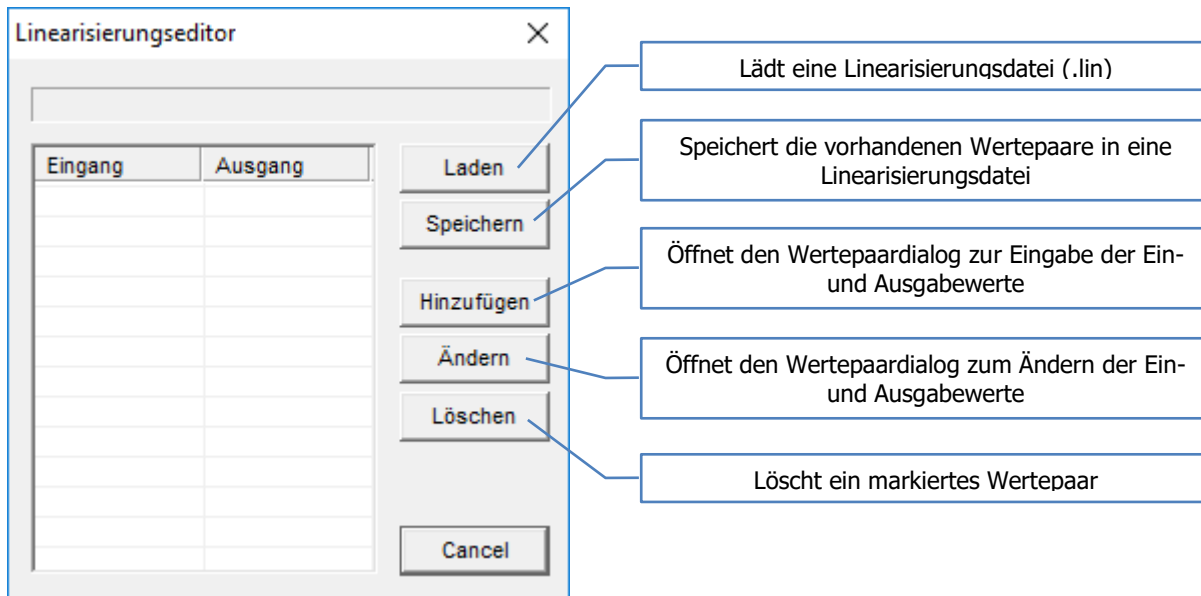 Linearisierungseditor
Eingang Ausgang
Laden
Speichern
Hinzufügen
Ändern
Löschen
Cancel
Lädt eine Linearisierungsdatei (.lin)
Speichert die vorhandenen Wertepaare in eine
Linearisierungsdatei
Öffnet den Wertepaardialog zur Eingabe der Ein-
und Ausgabewerte
Öffnet den Wertepaardialog zum Ändern der Ein-
und Ausgabewerte
Löscht ein markiertes Wertepaar